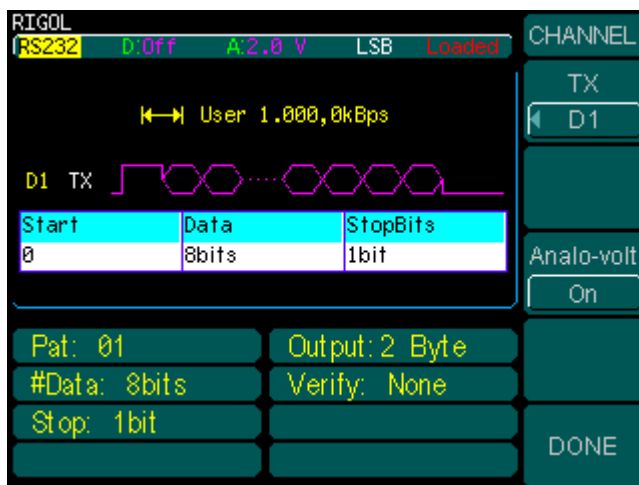 RIGOL
RS232 D:Off A:2.0 V LSB Loaded
CHANNEL
TX
D1
User 1.000,0kBps
D1 TX
Start Data StopBits
0 8bits 1bit
Analo-volt
On
Pat: 01 Output:2 Byte
#Data: 8bits Verify: None
Stop: 1bit
DONE